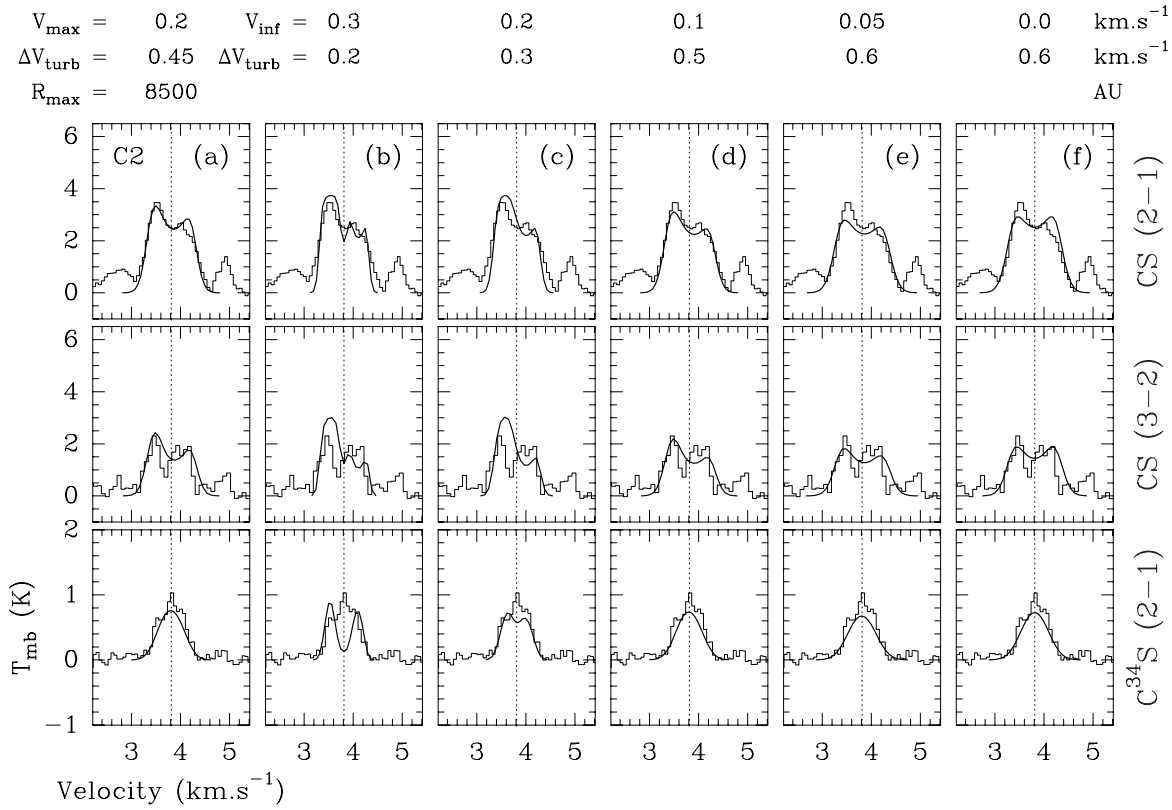 V_max = 0.2 V_inf = 0.3 0.2 0.1 0.05 0.0 km.s^−1
ΔV_turb = 0.45 ΔV_turb = 0.2 0.3 0.5 0.6 0.6 km.s^−1
R_max = 8500 AU
C2 (a) (b) (c) (d) (e) (f)
6
4
2
0
CS (2−1)
6
4
2
0
CS (3−2)
2
1
0
−1
T_mb (K)
C^34S (2−1)
3 4 5 3 4 5 3 4 5 3 4 5 3 4 5 3 4 5
Velocity (km.s^−1)